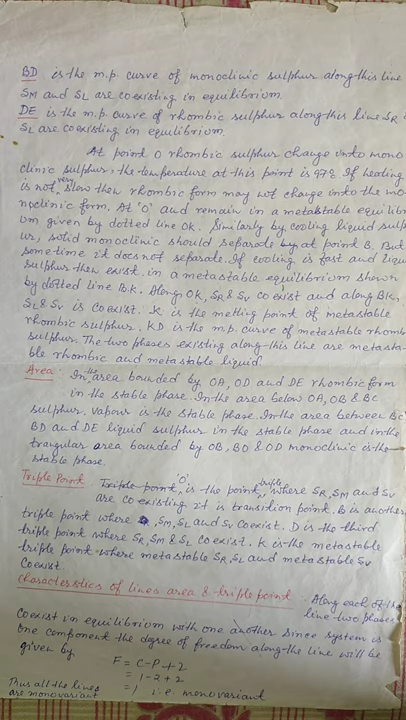 BD is the m.p. curve of monoclinic sulphur along this line
SM and SL are coexisting in equilibrium.
DE is the m.p. curve of rhombic sulphur along this line SR &
SL are coexisting in equilibrium.
At point O rhombic sulphur change into mono
clinic sulphur, the temperature at this point is
If heating
is not very slow then rhombic form may not change into the mo-
noclinic form. At 'O' and remain in a metastable equilibri
um given by dotted line OK. Similarly by cooling liquid sulp
ur, solid monoclinic should separate at point B. But
sometime it does not separate. If cooling is fast and liqui
sulphur then exist in a metastable equilibrium shewn
by dotted line BK. Along OK, SR & SV co exist and along BK,
SL & SV is coexist. K is the melting point of metastable
rhombic sulphur, KD is the m.p. curve of metastable rhomb
sulphur. The two phases existing along this line are metasta-
ble rhombic and metastable liquid.
Area: In the area bounded by OA, OD and DE rhombic form
in the stable phase. In the area below OA, OB & BC
sulphur vapour is the stable phase. In the area between BC
BD and DE liquid sulphur in the stable phase and in the
trangular area bounded by OB, BO & OD monoclinic is the
stable phase.
Triple Point Triple point 'O', is the point triple where SR, SM and SV
are co existing it is transition point. B is another
triple point where SM, SL and SV coexist. D is the third
triple point where SR, SM & SL co exist. K is the metastable
triple point where metastable SR, SL and metastable SV
Coexist.
Characteristics of lines area & triple point : Along each of the
line two phases
Coexist in equilibrium with one another since system is
one component the degree of freedom along the line will be
given by
F = C-P+2
= 1-2+2
= 1 i.e. monovariant
Thus all the lines
are monovariant